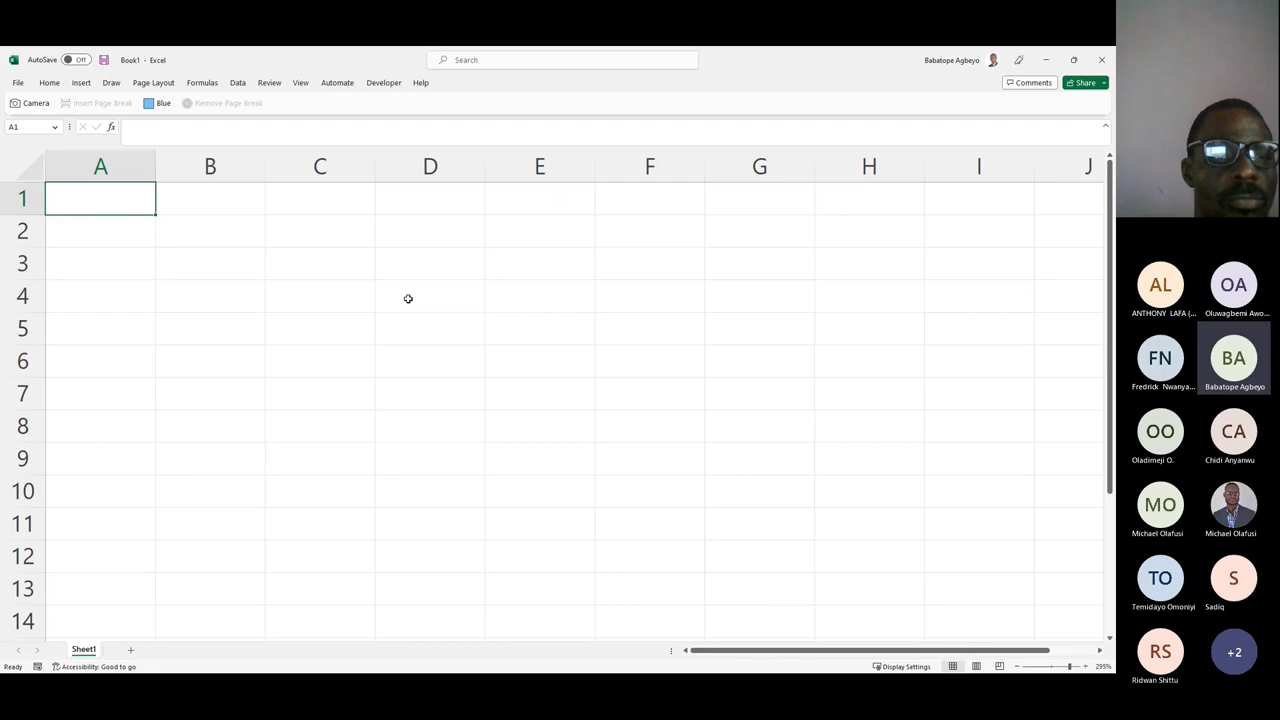 AutoSave Off Book1 - Excel Search Babatope Agbeyo
File Home Insert Draw Page Layout Formulas Data Review View Automate Developer Help Comments Share
Camera Insert Page Break Blue Remove Page Break
A1 fx
A B C D E F G H I J
1
2
3
4
5
6
7
8
9
10
11
12
13
14
Sheet1
Ready Accessibility: Good to go Display Settings 295%
AL OA
ANTHONY LAFA (... Oluwagbemi Awo...
FN BA
Fredrick Nwanya... Babatope Agbeyo
OO CA
Oladimeji O. Chidi Anyanwu
MO
Michael Olafusi Michael Olafusi
TO S
Temidayo Omoniyi Sadiq
RS +2
Ridwan Shittu